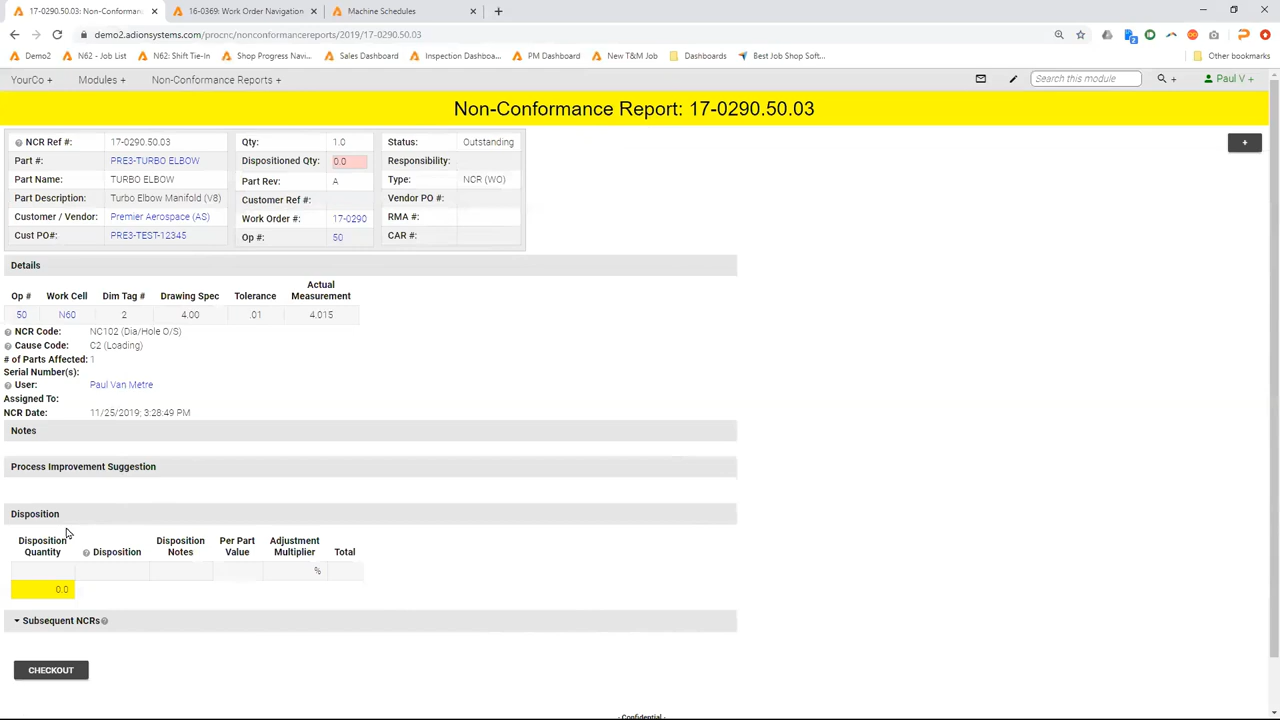 17-0290.50.03: Non-Conforman
16-0369: Work Order Navigation
Machine Schedules
demo2.adionsystems.com/procnc/nonconformancereports/2019/17-0290.50.03
Demo2
N62 - Job List
N62: Shift Tie-In
Shop Progress Navi...
Sales Dashboard
Inspection Dashboa...
PM Dashboard
New T&M Job
Dashboards
Best Job Shop Soft...
Other bookmarks
YourCo +
Modules +
Non-Conformance Reports +
Search this module
Paul V +
Non-Conformance Report: 17-0290.50.03
NCR Ref #: 17-0290.50.03 Qty: 1.0 Status: Outstanding
Part #: PRE3-TURBO ELBOW Dispositioned Qty: 0.0 Responsibility:
Part Name: TURBO ELBOW Part Rev: A Type: NCR (WO)
Part Description: Turbo Elbow Manifold (V8) Customer Ref #: Vendor PO #:
Customer / Vendor: Premier Aerospace (AS) Work Order #: 17-0290 RMA #:
Cust PO#: PRE3-TEST-12345 Op #: 50 CAR #:
+
Details
Op # Work Cell Dim Tag # Drawing Spec Tolerance Actual Measurement
50 N60 2 4.00 .01 4.015
NCR Code: NC102 (Dia/Hole O/S)
Cause Code: C2 (Loading)
# of Parts Affected: 1
Serial Number(s):
User: Paul Van Metre
Assigned To:
NCR Date: 11/25/2019; 3:28:49 PM
Notes
Process Improvement Suggestion
Disposition
Disposition Quantity Disposition Disposition Notes Per Part Value Adjustment Multiplier Total
%
0.0
Subsequent NCRs
CHECKOUT
- Confidential -